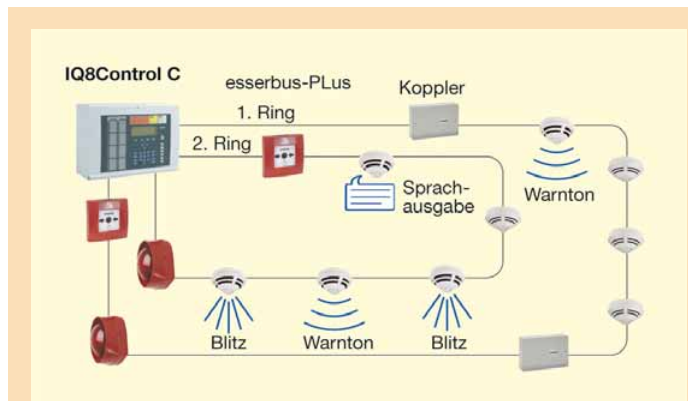 IQ8Control C
esserbus-PLus
1. Ring
2. Ring
Koppler
Sprach-
ausgabe
Warnton
Blitz
Warnton
Blitz